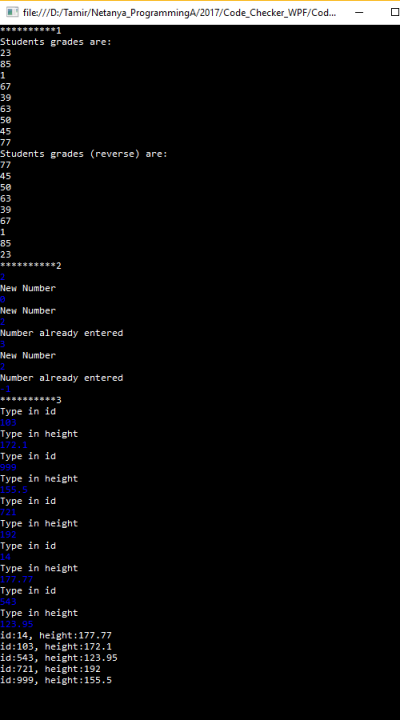 file:///D:/Tamir/Netanya_ProgrammingA/2017/Code_Checker_WPF/Cod...
**********1
Students grades are:
23
85
1
67
39
63
50
45
77
Students grades (reverse) are:
77
45
50
63
39
67
1
85
23
**********2
2
New Number
0
New Number
2
Number already entered
3
New Number
2
Number already entered
-1
**********3
Type in id
103
Type in height
172.1
Type in id
999
Type in height
155.5
Type in id
721
Type in height
192
Type in id
14
Type in height
177.77
Type in id
543
Type in height
123.95
id:14, height:177.77
id:103, height:172.1
id:543, height:123.95
id:721, height:192
id:999, height:155.5